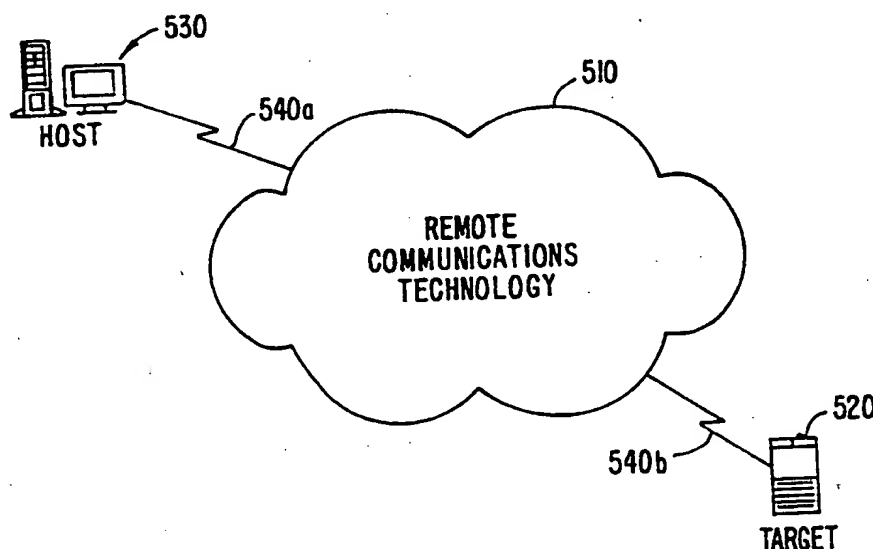 530
510
540a
HOST
REMOTE
COMMUNICATIONS
TECHNOLOGY
520
540b
TARGET